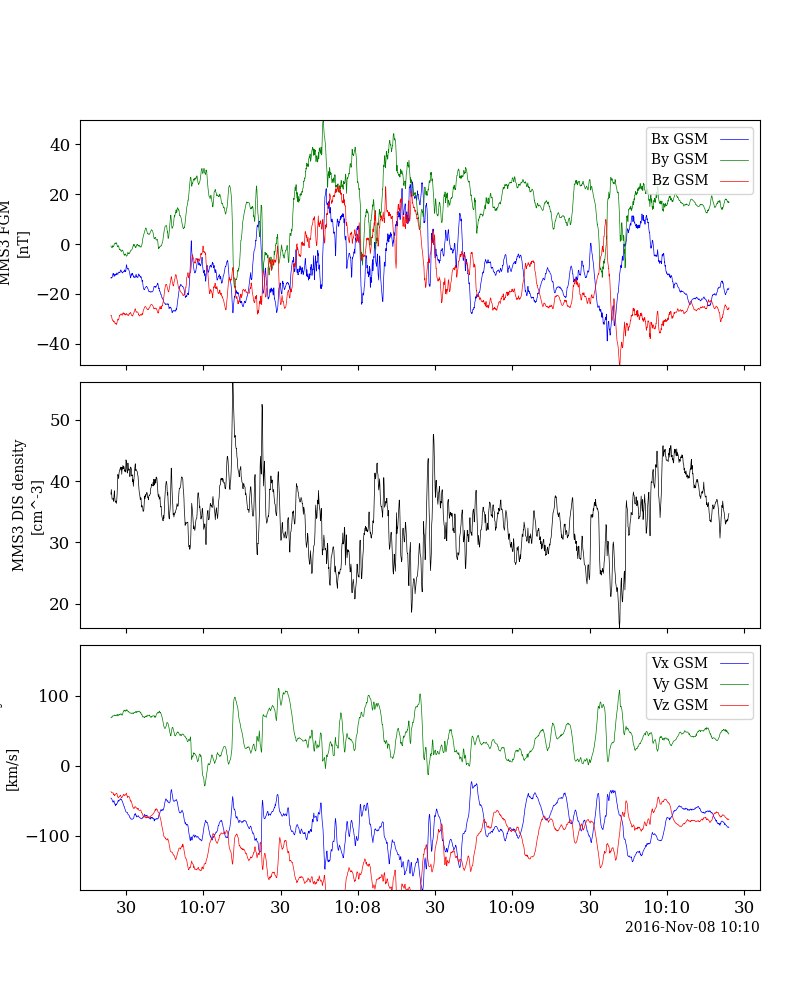 MMS3 FGM
[nT]
40
20
0
−20
−40
Bx GSM
By GSM
Bz GSM
MMS3 DIS density
[cm^-3]
50
40
30
20
[km/s]
100
0
−100
Vx GSM
Vy GSM
Vz GSM
30
10:07
30
10:08
30
10:09
30
10:10
30
2016-Nov-08 10:10